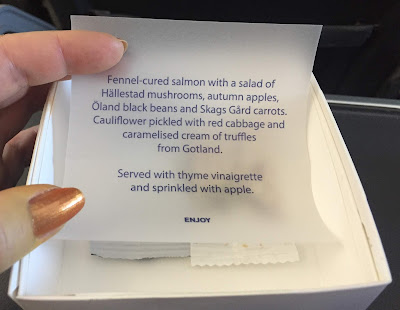 Fennel-cured salmon with a salad of
Hällestad mushrooms, autumn apples,
Öland black beans and Skags Gård carrots.
Cauliflower pickled with red cabbage and
caramelised cream of truffles
from Gotland.
Served with thyme vinaigrette
and sprinkled with apple.
ENJOY